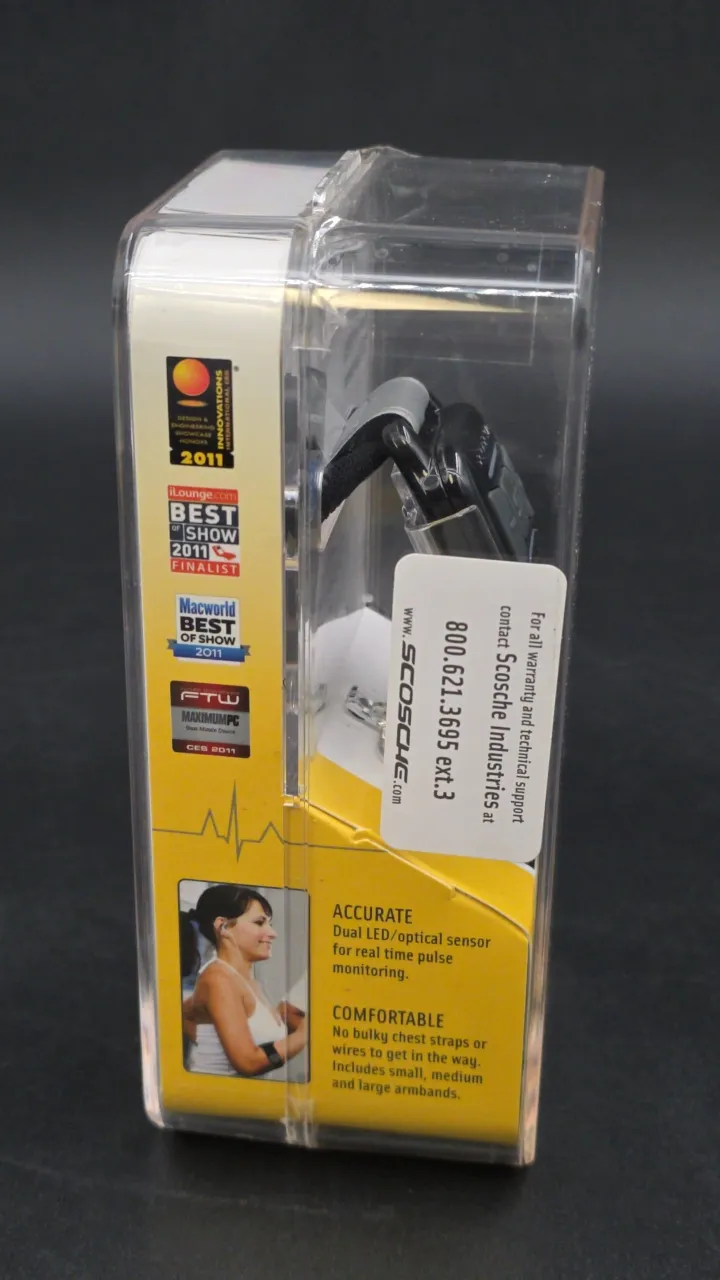 INNOVATIONS
INTERNATIONAL CES
DESIGN &
ENGINEERING
SHOWCASE
HONORS
2011
iLounge.com
BEST
of SHOW
2011
FINALIST
Macworld
BEST
OF SHOW
2011
FTW
MAXIMUMPC
CES 2011
For all warranty and technical support
contact Scosche Industries at
800.621.3695 ext.3
www.SCOSCHE.com
ACCURATE
Dual LED/optical sensor
for real time pulse
monitoring.
COMFORTABLE
No bulky chest straps or
wires to get in the way.
Includes small, medium
and large armbands.